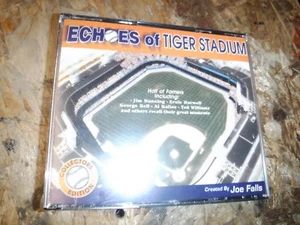 ECHOES of TIGER STADIUM
Hall of Famers
Including:
• Jim Bunning • Ernie Harwell
George Kell • Al Kaline • Ted Williams
and others recall their great moments
COLLECTORS
EDITION
Created By Joe Falls